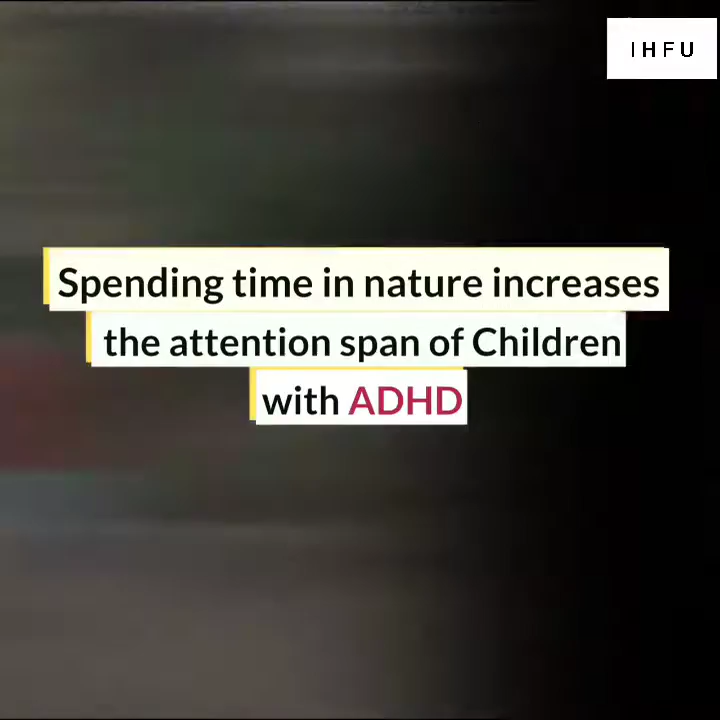 IHFU
Spending time in nature increases
the attention span of Children
with ADHD